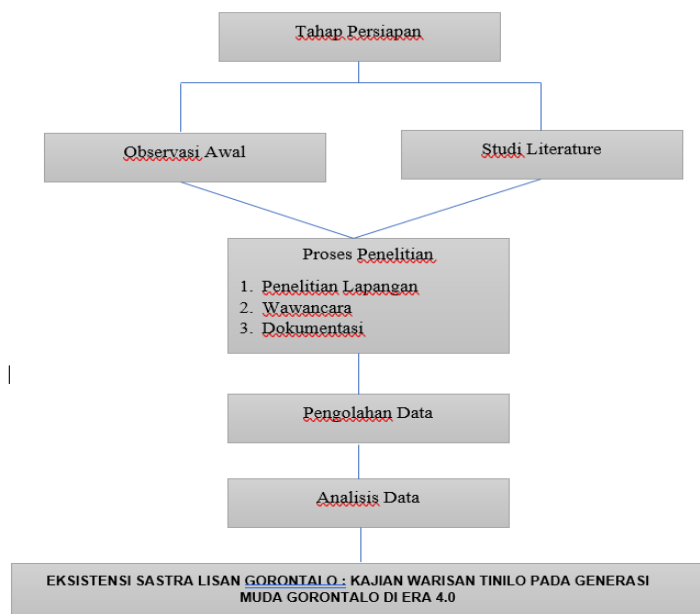 Tahap Persiapan
Observasi Awal
Studi Literature
Proses Penelitian
1. Penelitian Lapangan
2. Wawancara
3. Dokumentasi
Pengolahan Data
Analisis Data
EKSISTENSI SASTRA LISAN GORONTALO : KAJIAN WARISAN TINILO PADA GENERASI
MUDA GORONTALO DI ERA 4.0